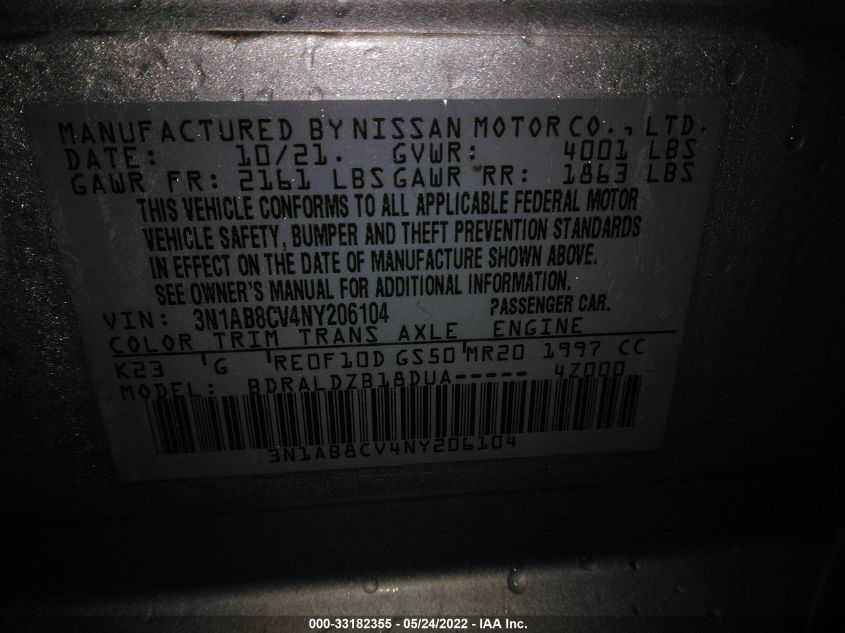 MANUFACTURED BY NISSAN MOTOR CO., LTD.
DATE: 10/21. GVWR: 4001 LBS
GAWR FR: 2161 LBS GAWR RR: 1863 LBS
THIS VEHICLE CONFORMS TO ALL APPLICABLE FEDERAL MOTOR
VEHICLE SAFETY, BUMPER AND THEFT PREVENTION STANDARDS
IN EFFECT ON THE DATE OF MANUFACTURE SHOWN ABOVE.
SEE OWNER'S MANUAL FOR ADDITIONAL INFORMATION.
VIN: 3N1AB8CV4NY206104 PASSENGER CAR.
COLOR TRIM TRANS AXLE ENGINE
K23 G RE0F10D GS50 MR20 1997 CC
MODEL: BDRALDZB18DUA----- 4Z000
3N1AB8CV4NY206104
000-33182355 - 05/24/2022 - IAA Inc.